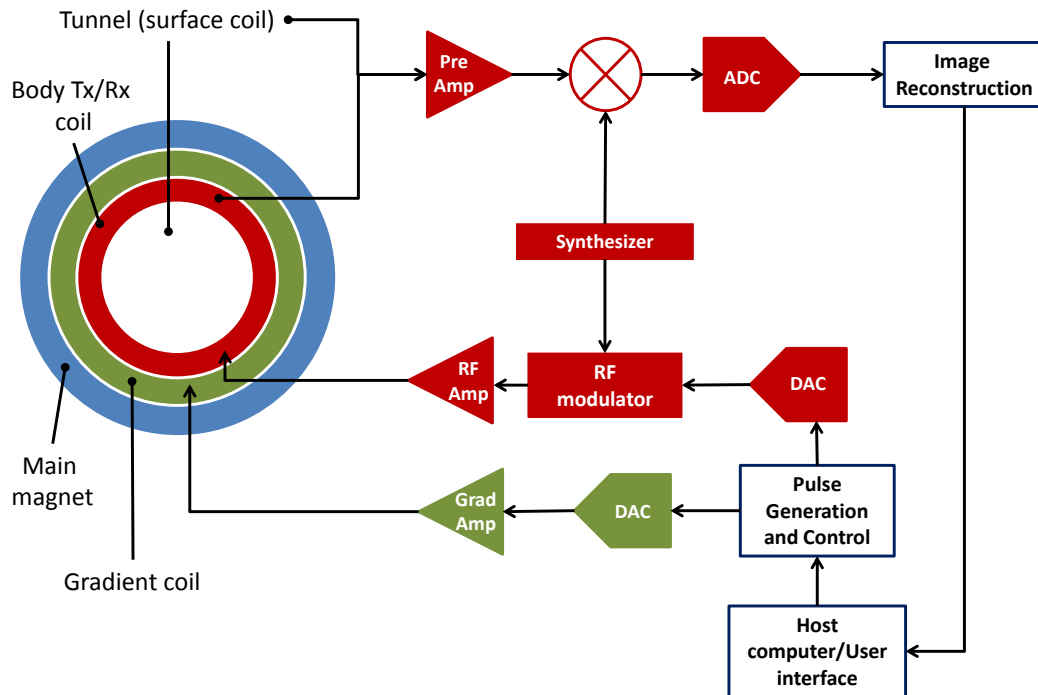 Tunnel (surface coil)
Body Tx/Rx
coil
Pre
Amp
ADC
Image
Reconstruction
Synthesizer
RF
Amp
RF
modulator
DAC
Main
magnet
Gradient coil
Grad
Amp
DAC
Pulse
Generation
and Control
Host
computer/User
interface